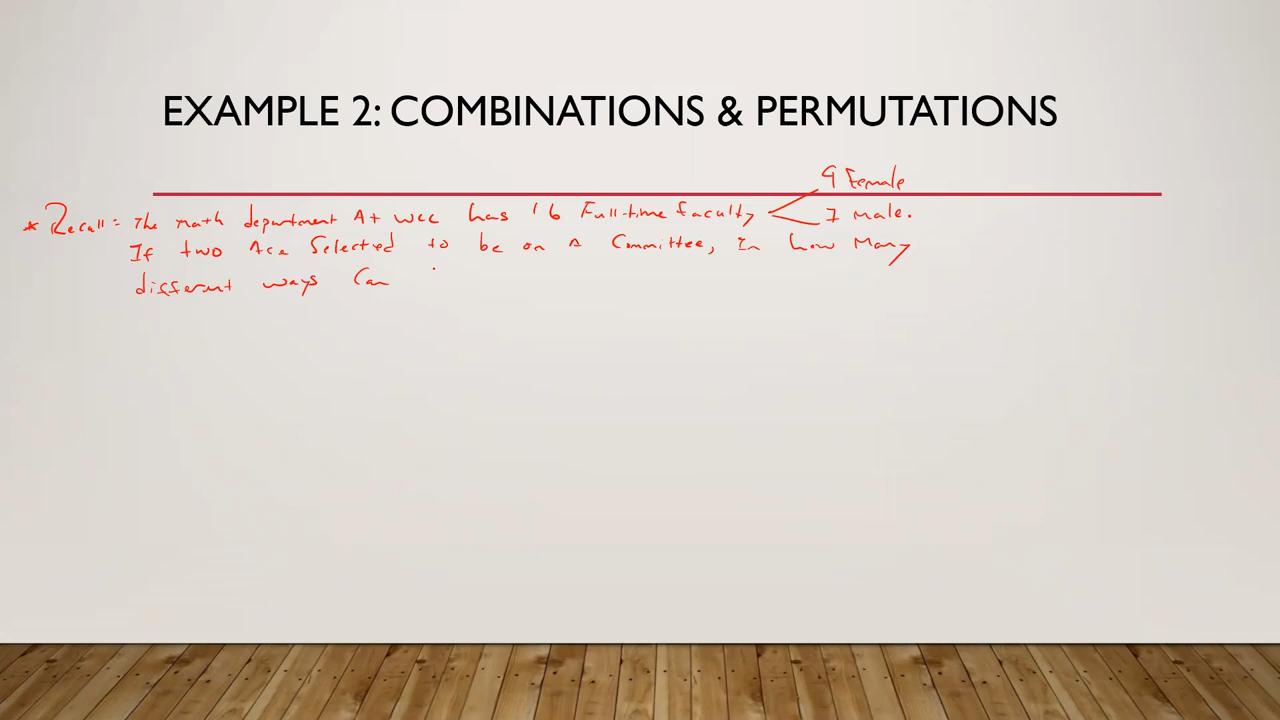 EXAMPLE 2: COMBINATIONS & PERMUTATIONS
9 Female
* Recall: The math department At WCC has 16 Full-time faculty
7 male.
If two Are Selected to be on A Committee, In how Many
different ways Can